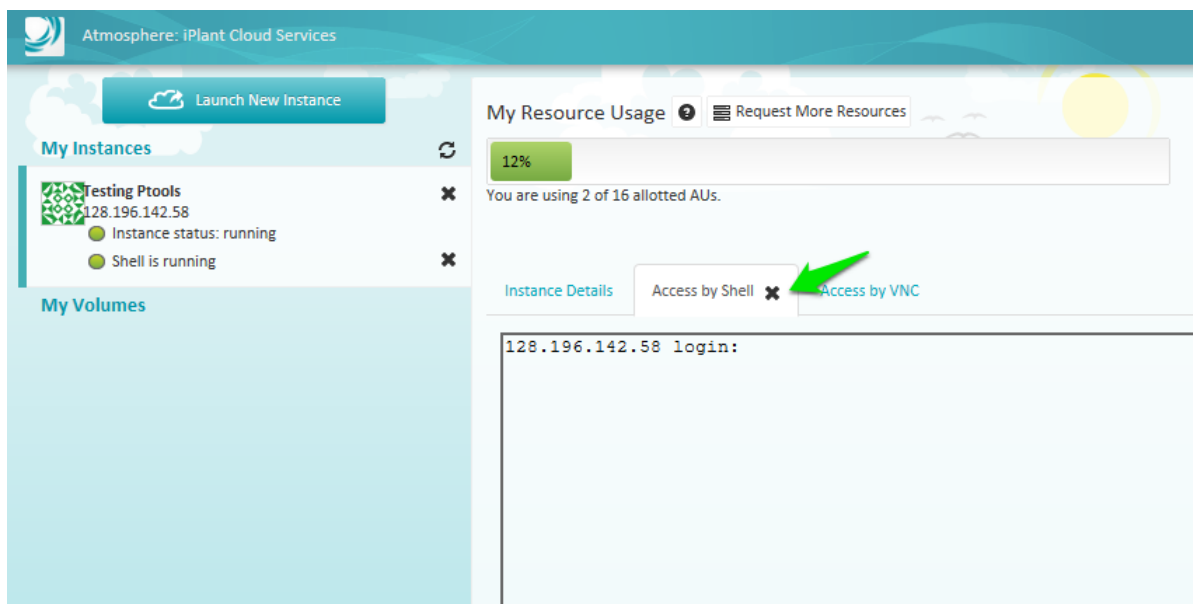 Atmosphere: iPlant Cloud Services
Launch New Instance
My Instances
Testing Ptools
128.196.142.58
Instance status: running
Shell is running
My Volumes
My Resource Usage ? Request More Resources
12%
You are using 2 of 16 allotted AUs.
Instance Details Access by Shell Access by VNC
128.196.142.58 login: